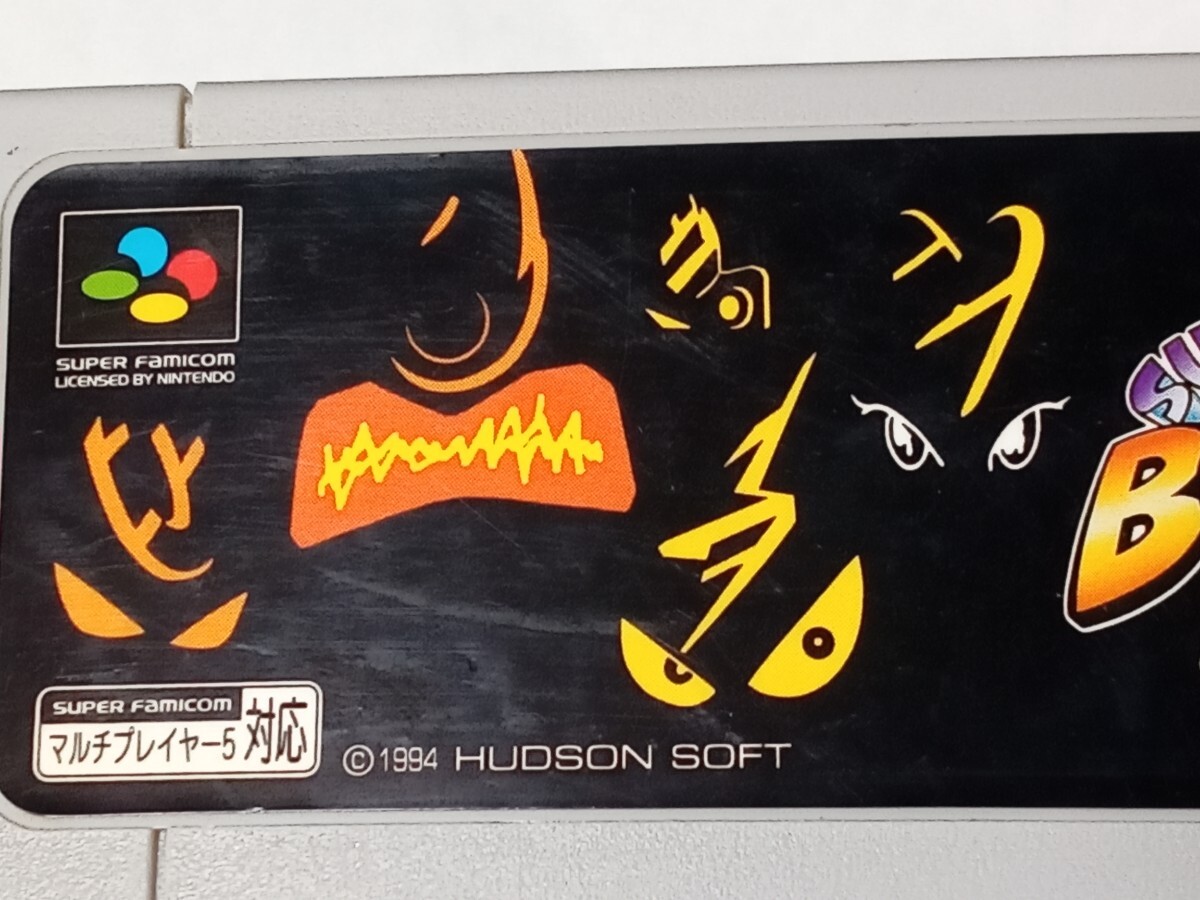 SUPER FAMICOM
LICENSED BY NINTENDO
SUPER FAMICOM
マルチプレイヤー5 対応
©1994 HUDSON SOFT